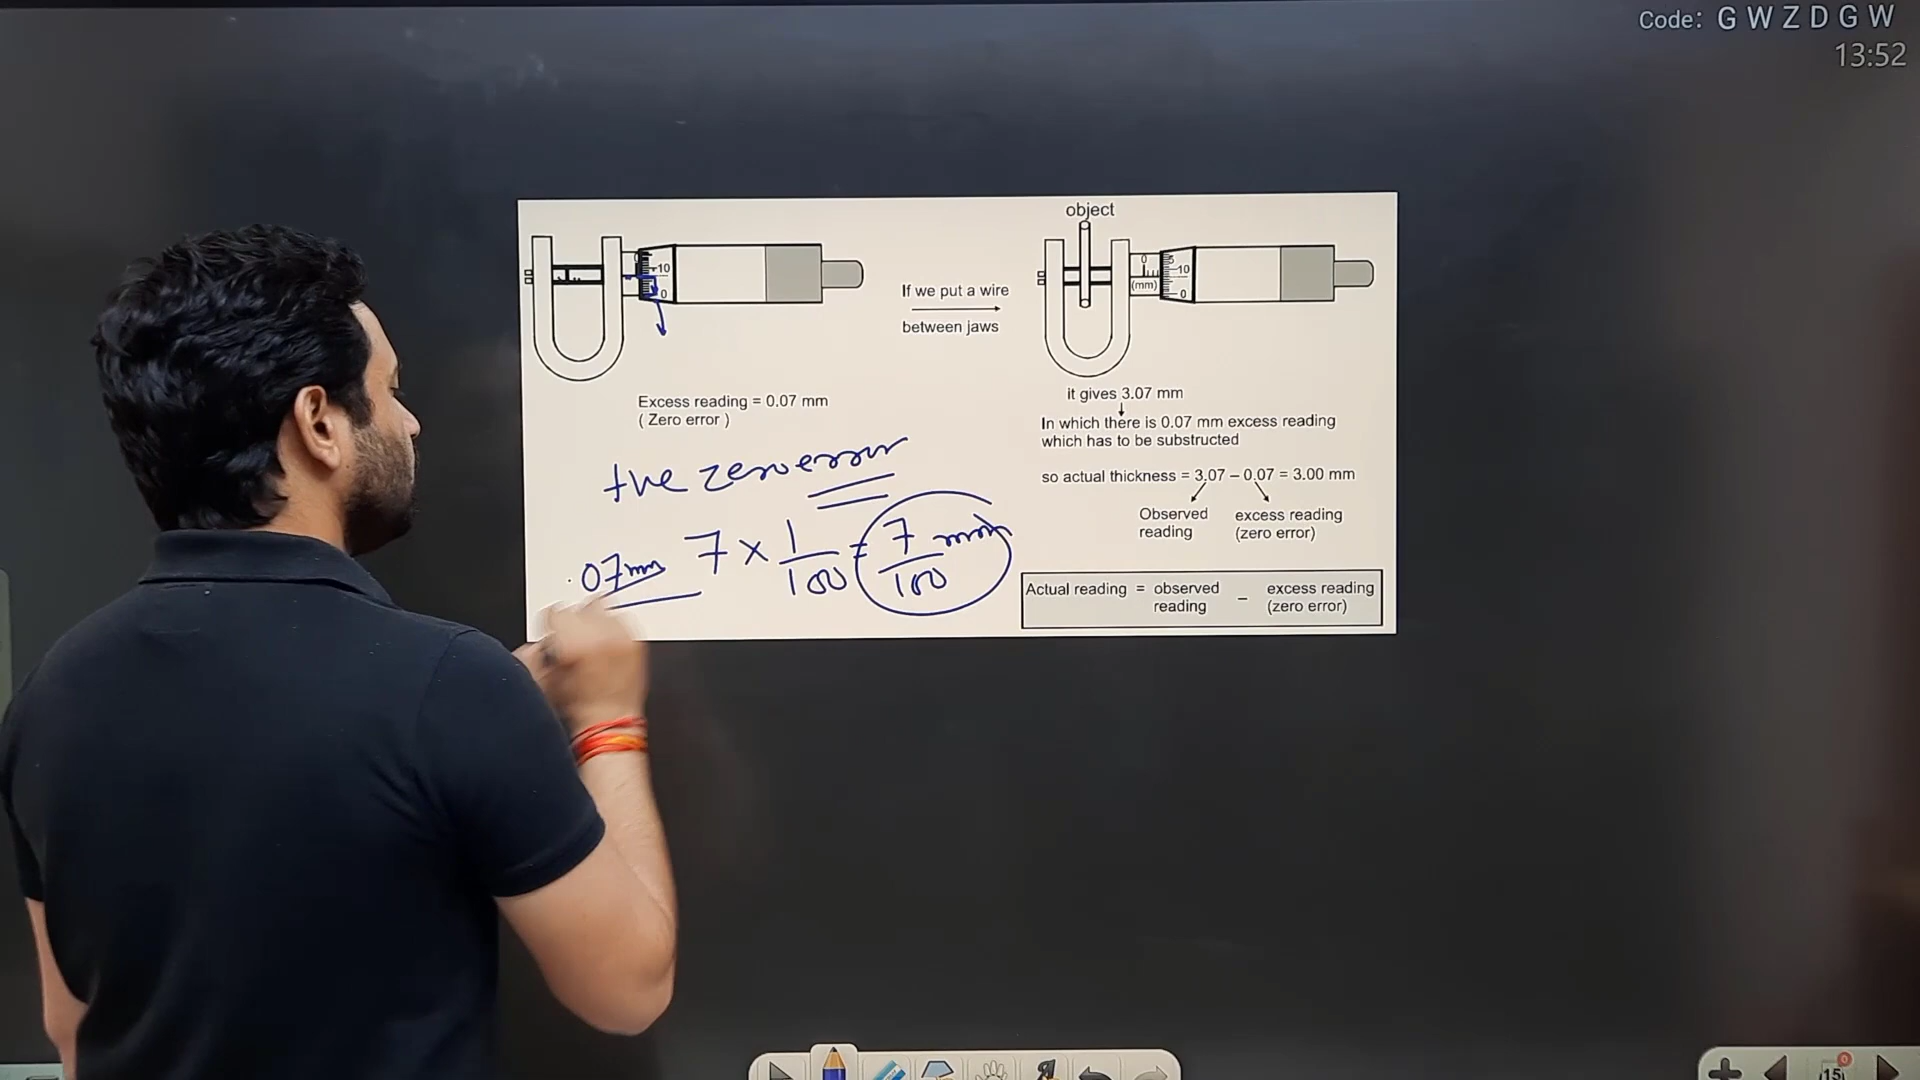 Code: G W Z D G W
13:52
0
10
0
Excess reading = 0.07 mm
( Zero error )
+ve zero error
7 × 1/100 = 7/100 mm
.07mm
If we put a wire
between jaws
object
0
5
10
(mm)
0
it gives 3.07 mm
In which there is 0.07 mm excess reading
which has to be substructed
so actual thickness = 3.07 – 0.07 = 3.00 mm
Observed reading
excess reading (zero error)
Actual reading = observed reading – excess reading (zero error)
15
0